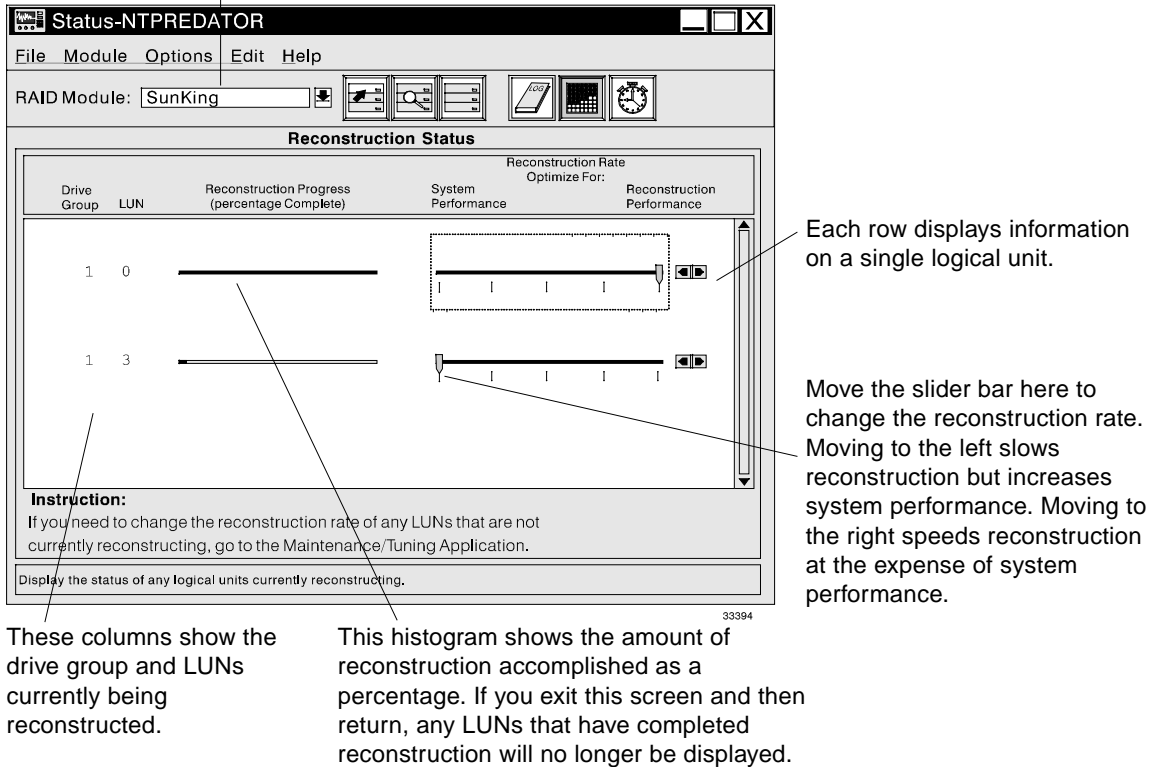 Status-NTPREDATOR
File Module Options Edit Help
RAID Module: SunKing
LOG
Reconstruction Status
Reconstruction Rate
Optimize For:
Drive
Group
LUN
Reconstruction Progress
(percentage Complete)
System
Performance
Reconstruction
Performance
1 0
1 3
Instruction:
If you need to change the reconstruction rate of any LUNs that are not
currently reconstructing, go to the Maintenance/Tuning Application.
Display the status of any logical units currently reconstructing.
33394
Each row displays information
on a single logical unit.
Move the slider bar here to
change the reconstruction rate.
Moving to the left slows
reconstruction but increases
system performance. Moving to
the right speeds reconstruction
at the expense of system
performance.
These columns show the
drive group and LUNs
currently being
reconstructed.
This histogram shows the amount of
reconstruction accomplished as a
percentage. If you exit this screen and then
return, any LUNs that have completed
reconstruction will no longer be displayed.